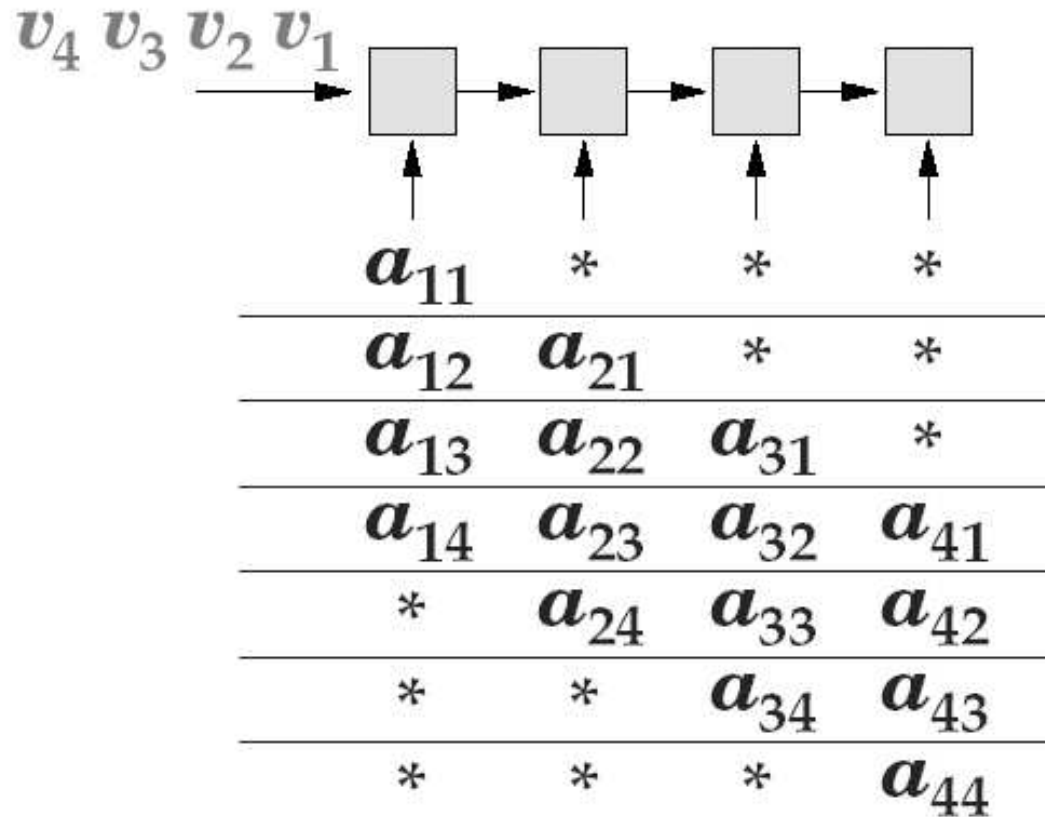 v₄ v₃ v₂ v₁
a₁₁ * * *
a₁₂ a₂₁ * *
a₁₃ a₂₂ a₃₁ *
a₁₄ a₂₃ a₃₂ a₄₁
* a₂₄ a₃₃ a₄₂
* * a₃₄ a₄₃
* * * a₄₄